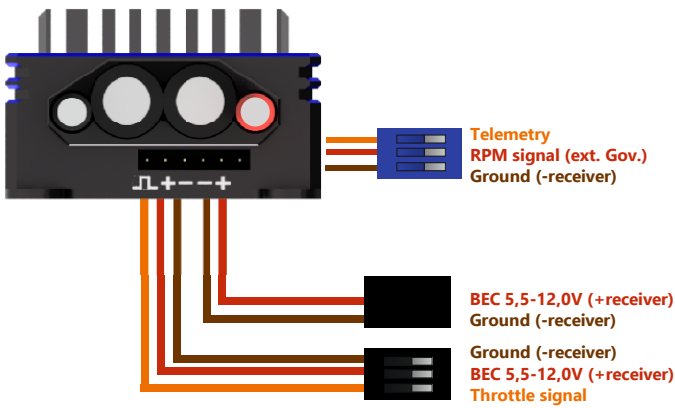 Telemetry
RPM signal (ext. Gov.)
Ground (-receiver)
+--+
BEC 5,5-12,0V (+receiver)
Ground (-receiver)
Ground (-receiver)
BEC 5,5-12,0V (+receiver)
Throttle signal